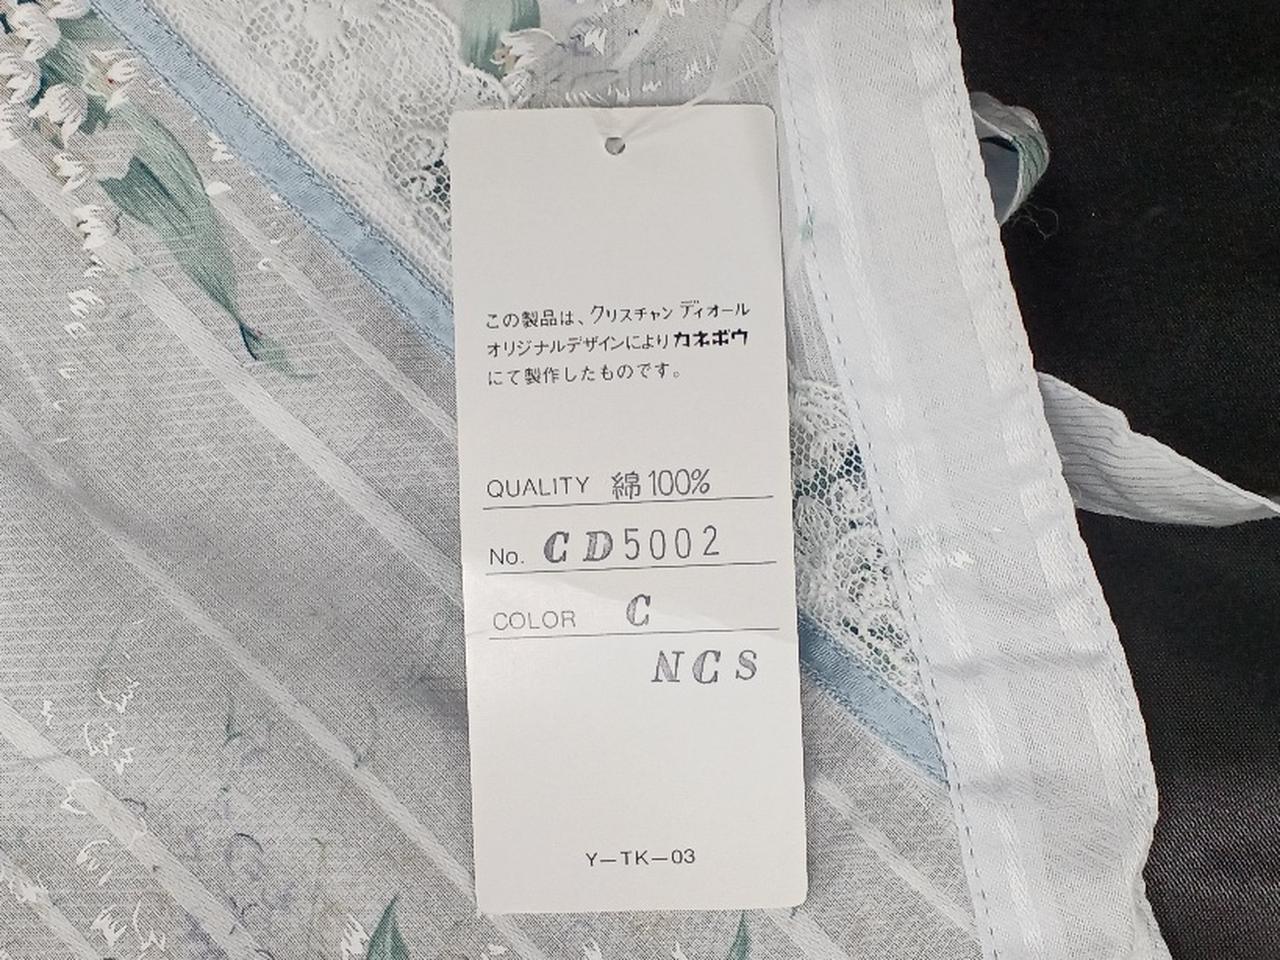 この製品は、クリスチャン ディオール
オリジナルデザインにより カネボウ
にて製作したものです。
QUALITY 綿100%
No. CD5002
COLOR C
NCS
Y-TK-03